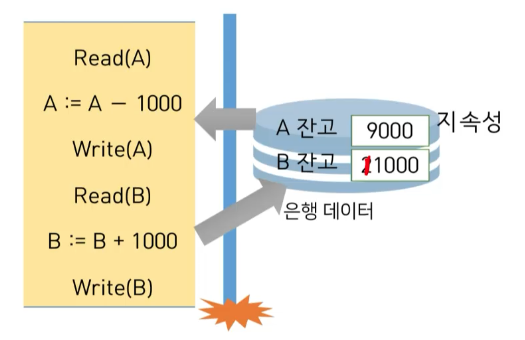 Read(A)
A := A − 1000
Write(A)
Read(B)
B := B + 1000
Write(B)
A 잔고 9000 지속성
B 잔고 11000
은행 데이터